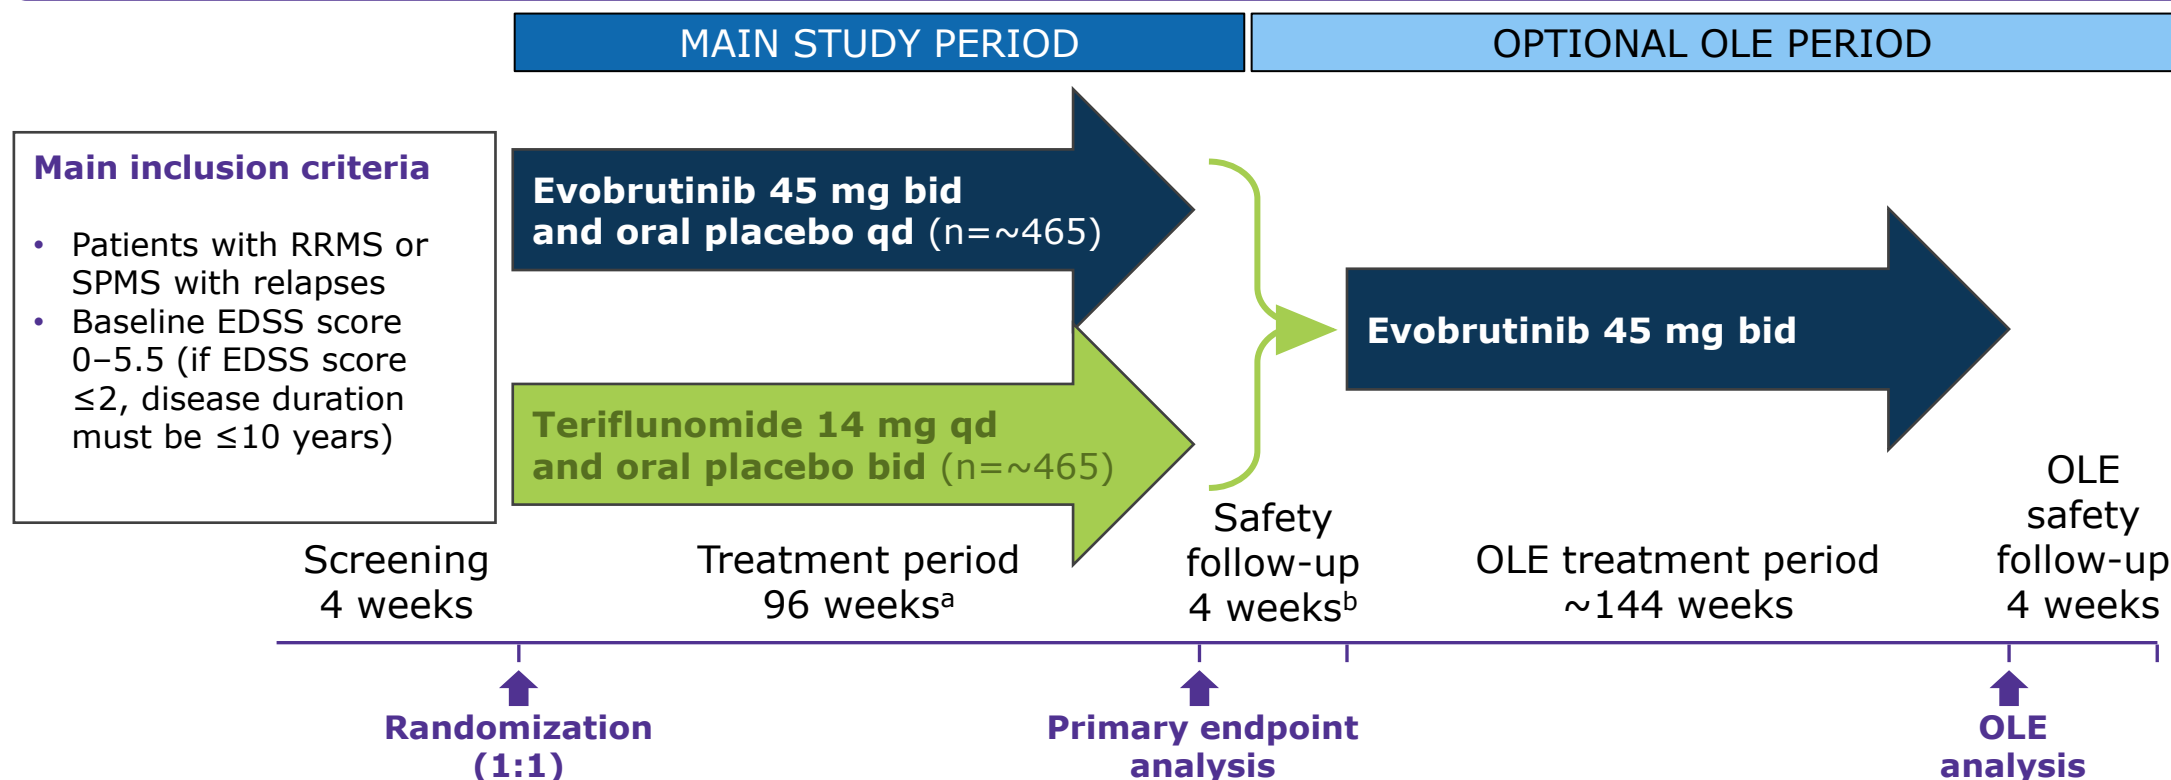 MAIN STUDY PERIOD
OPTIONAL OLE PERIOD
Main inclusion criteria
• Patients with RRMS or
SPMS with relapses
• Baseline EDSS score
0–5.5 (if EDSS score
≤2, disease duration
must be ≤10 years)
Evobrutinib 45 mg bid
and oral placebo qd (n=~465)
Teriflunomide 14 mg qd
and oral placebo bid (n=~465)
Evobrutinib 45 mg bid
Screening
4 weeks
Treatment period
96 weeksᵃ
Safety
follow-up
4 weeksᵇ
OLE treatment period
~144 weeks
OLE
safety
follow-up
4 weeks
Randomization
(1:1)
Primary endpoint
analysis
OLE
analysis